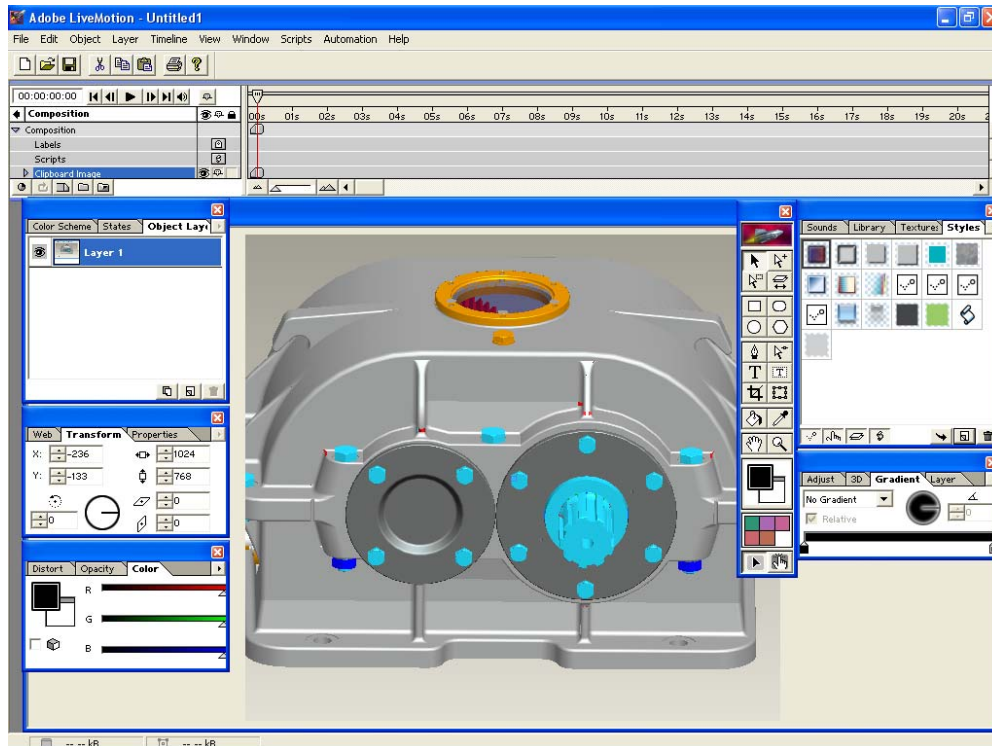 Adobe LiveMotion - Untitled1
File Edit Object Layer Timeline View Window Scripts Automation Help
00:00:00:00
Composition
00s 01s 02s 03s 04s 05s 06s 07s 08s 09s 10s 11s 12s 13s 14s 15s 16s 17s 18s 19s 20s
Composition
Labels
Scripts
Clipboard Image
Color Scheme States Object Laye
Layer 1
Sounds Library Textures Styles
T T
Web Transform Properties
X: -236 1024
Y: -133 768
0 0
0
Adjust 3D Gradient Layer
No Gradient
Relative 0
Distort Opacity Color
R
G
B
-- -- kB -- -- kB